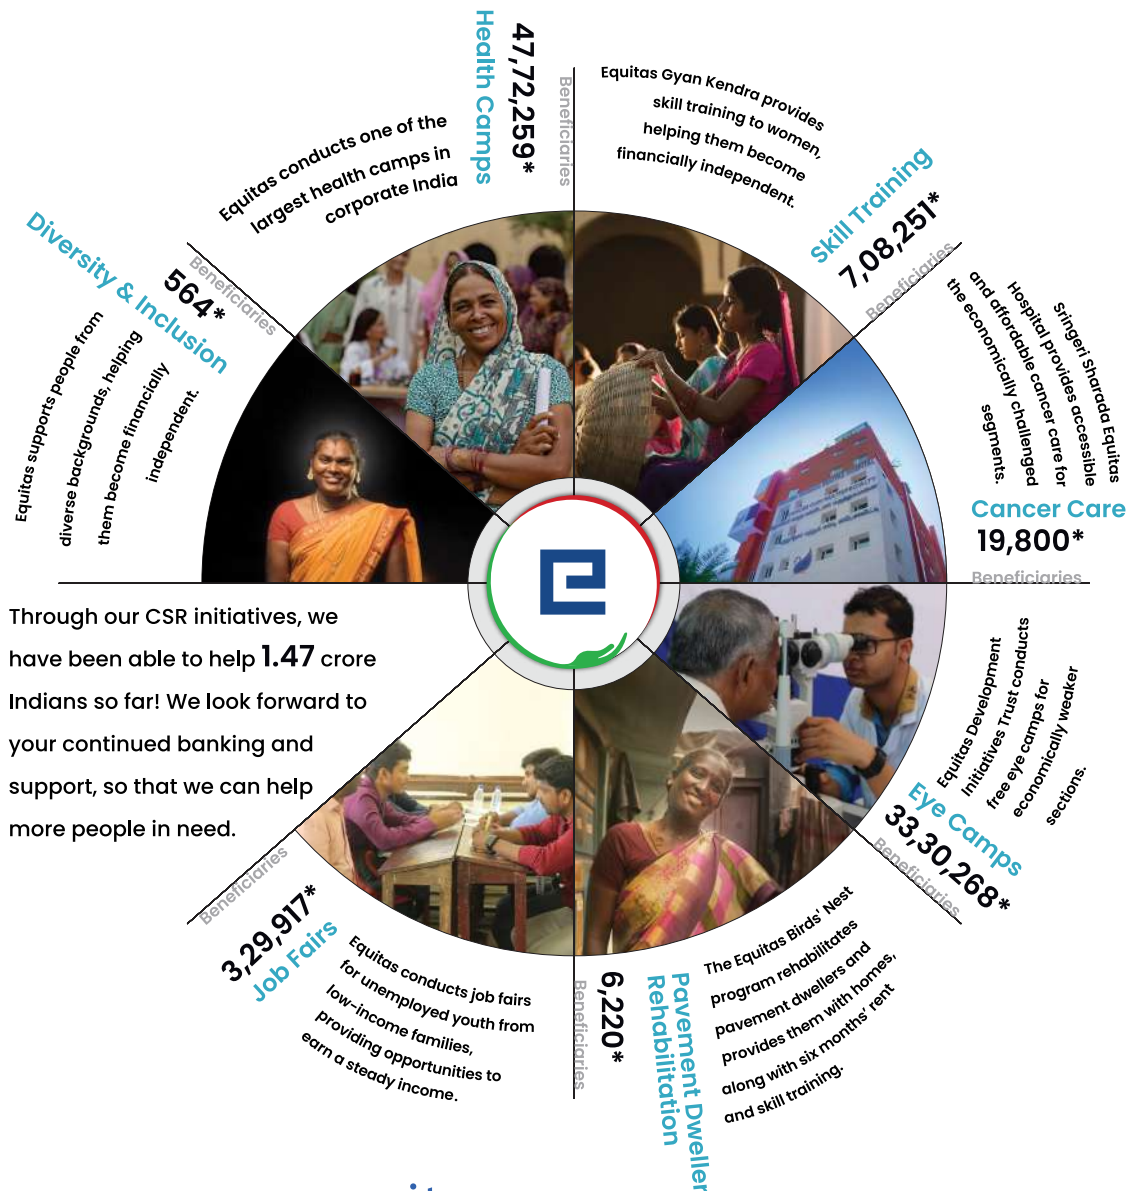 Health Camps
47,72,259*
Beneficiaries
Equitas conducts one of the
largest health camps in
corporate India
Equitas Gyan Kendra provides
skill training to women,
helping them become
financially independent.
Skill Training
7,08,251*
Beneficiaries
Sringeri Sharada Equitas
Hospital provides accessible
and affordable cancer care for
the economically challenged
segments.
Cancer Care
19,800*
Beneficiaries
Equitas Development
Initiatives Trust conducts
free eye camps for
economically weaker
sections.
Eye Camps
33,30,268*
Beneficiaries
The Equitas Birds' Nest
program rehabilitates
pavement dwellers and
provides them with homes,
along with six months' rent
and skill training.
Pavement Dweller
Rehabilitation
6,220*
Beneficiaries
Equitas conducts job fairs
for unemployed youth from
low-income families,
providing opportunities to
earn a steady income.
Job Fairs
3,29,917*
Beneficiaries
Through our CSR initiatives, we
have been able to help 1.47 crore
Indians so far! We look forward to
your continued banking and
support, so that we can help
more people in need.
Diversity & Inclusion
564*
Beneficiaries
Equitas supports people from
diverse backgrounds, helping
them become financially
independent.